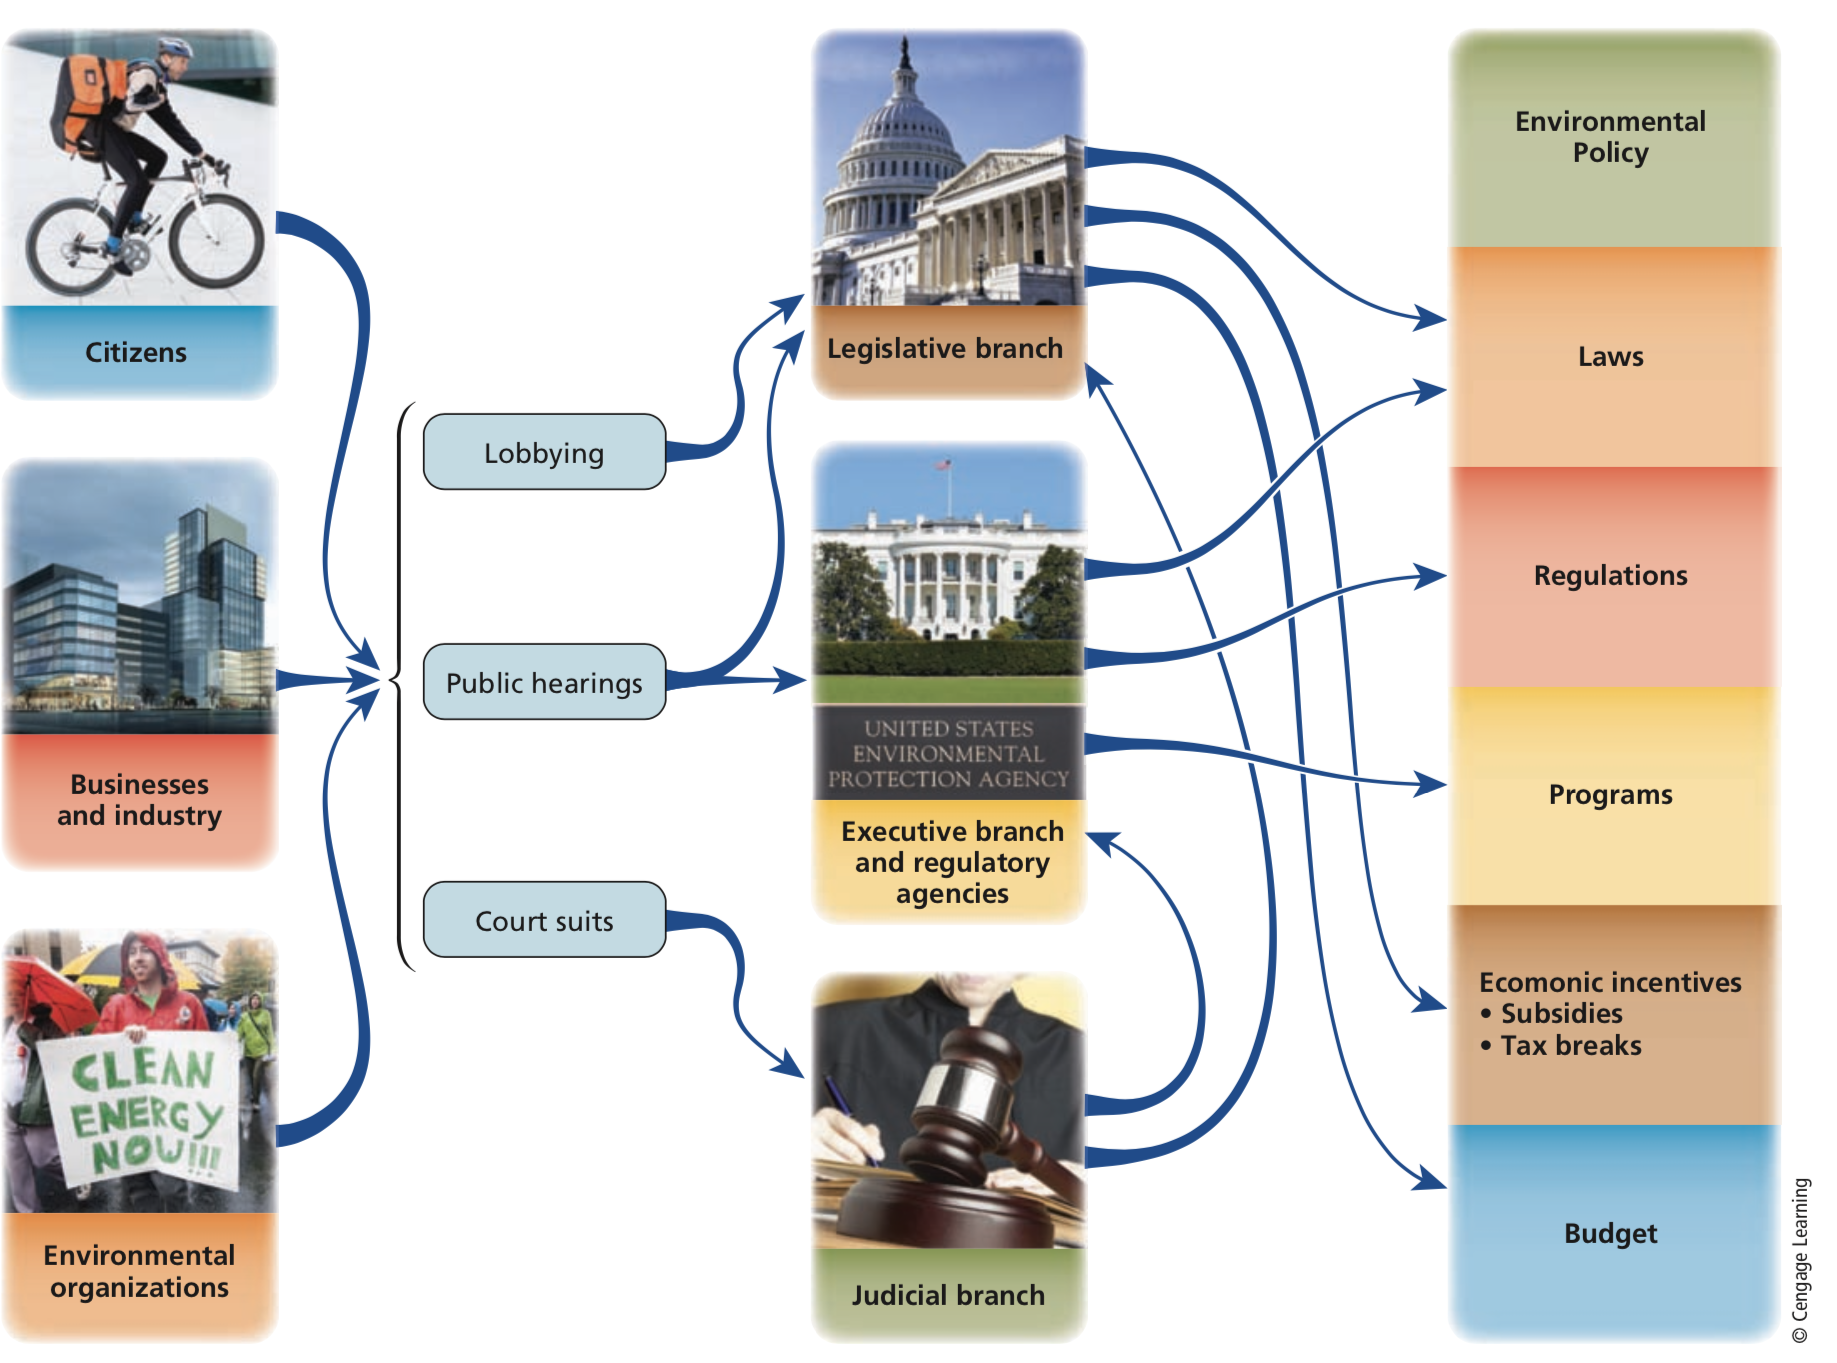 Citizens
Businesses
and industry
CLEAN
ENERGY
NOW!!!
Environmental
organizations
Lobbying
Public hearings
Court suits
Legislative branch
UNITED STATES
ENVIRONMENTAL
PROTECTION AGENCY
Executive branch
and regulatory
agencies
Judicial branch
Environmental
Policy
Laws
Regulations
Programs
Ecomonic incentives
• Subsidies
• Tax breaks
Budget
© Cengage Learning